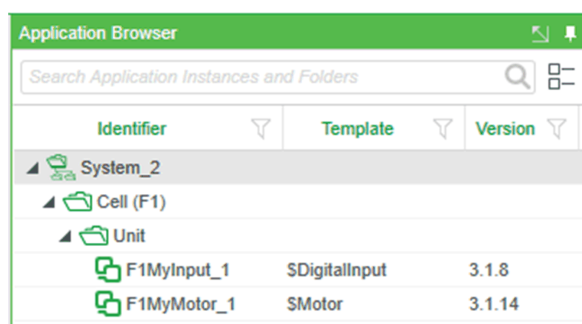 Application Browser
Search Application Instances and Folders
Identifier Template Version
System_2
Cell (F1)
Unit
F1MyInput_1 $DigitalInput 3.1.8
F1MyMotor_1 $Motor 3.1.14